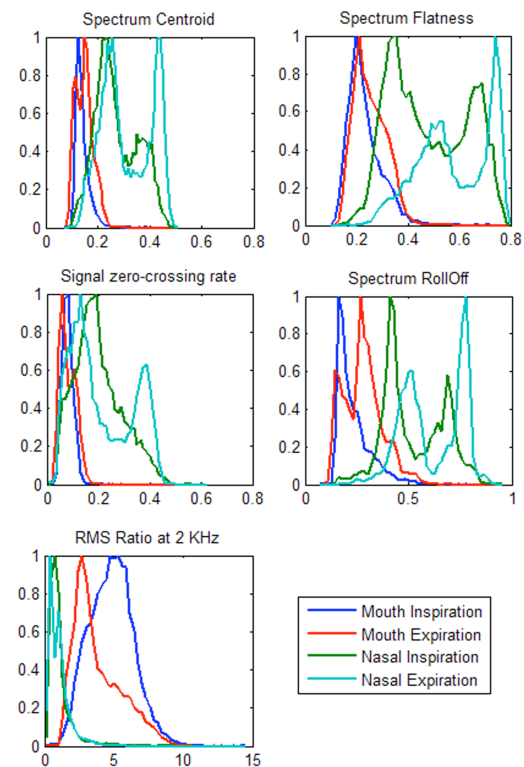 Spectrum Centroid
1
0.8
0.6
0.4
0.2
0
0 0.2 0.4 0.6 0.8
Spectrum Flatness
1
0.8
0.6
0.4
0.2
0
0 0.2 0.4 0.6 0.8
Signal zero-crossing rate
1
0.8
0.6
0.4
0.2
0
0 0.2 0.4 0.6 0.8
Spectrum RollOff
1
0.8
0.6
0.4
0.2
0
0 0.5 1
RMS Ratio at 2 KHz
1
0.8
0.6
0.4
0.2
0
0 5 10 15
Mouth Inspiration
Mouth Expiration
Nasal Inspiration
Nasal Expiration